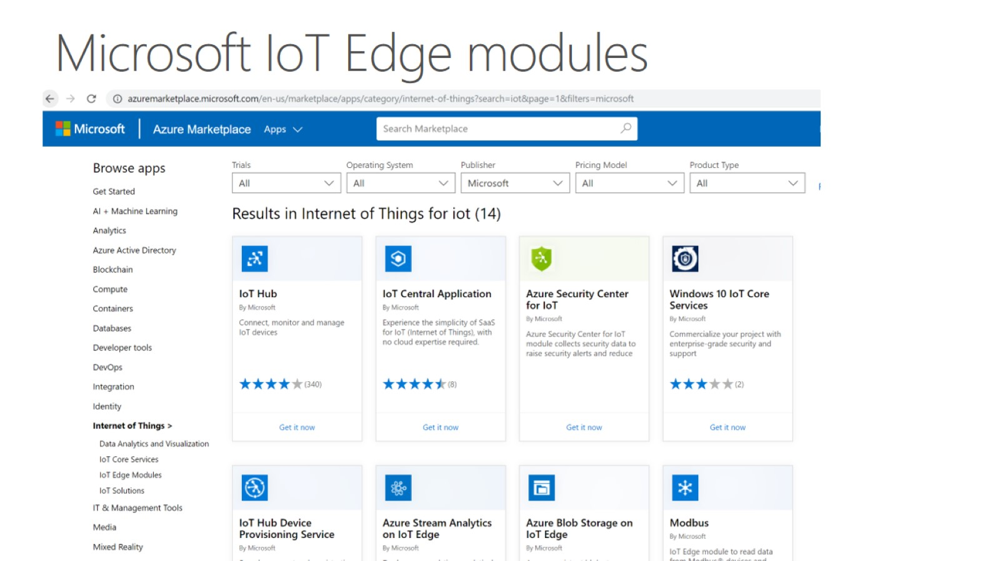 Microsoft IoT Edge modules
azuremarketplace.microsoft.com/en-us/marketplace/apps/category/internet-of-things?search=iot&page=1&filters=microsoft
Microsoft
Azure Marketplace
Apps
Search Marketplace
Browse apps
Get Started
AI + Machine Learning
Analytics
Azure Active Directory
Blockchain
Compute
Containers
Databases
Developer tools
DevOps
Integration
Identity
Internet of Things >
Data Analytics and Visualization
IoT Core Services
IoT Edge Modules
IoT Solutions
IT & Management Tools
Media
Mixed Reality
Trials
All
Operating System
All
Publisher
Microsoft
Pricing Model
All
Product Type
All
Results in Internet of Things for iot (14)
IoT Hub
By Microsoft
Connect, monitor and manage
IoT devices
(340)
Get it now
IoT Central Application
By Microsoft
Experience the simplicity of SaaS
for IoT (Internet of Things), with
no cloud expertise required.
(8)
Get it now
Azure Security Center
for IoT
By Microsoft
Azure Security Center for IoT
module collects security data to
raise security alerts and reduce
Get it now
Windows 10 IoT Core
Services
By Microsoft
Commercialize your project with
enterprise-grade security and
support
(2)
Get it now
IoT Hub Device
Provisioning Service
By Microsoft
Azure Stream Analytics
on IoT Edge
By Microsoft
Azure Blob Storage on
IoT Edge
By Microsoft
Modbus
By Microsoft
IoT Edge module to read data
from Modbus® devices and